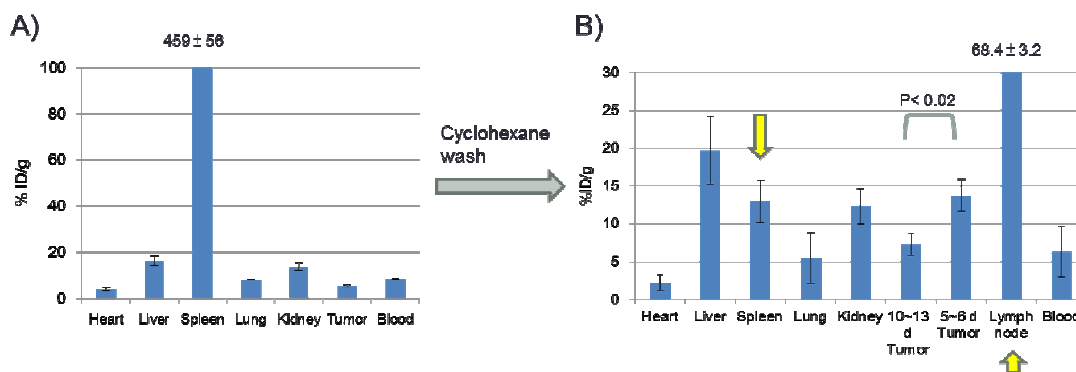 A)
459 ± 56
100
80
60
40
20
0
% ID/g
Heart Liver Spleen Lung Kidney Tumor Blood
Cyclohexane
wash
B)
68.4 ± 3.2
30
25
20
15
10
5
0
%ID/g
P< 0.02
Heart Liver Spleen Lung Kidney 10~13 5~6 d Lymph Blood
d Tumor node
Tumor